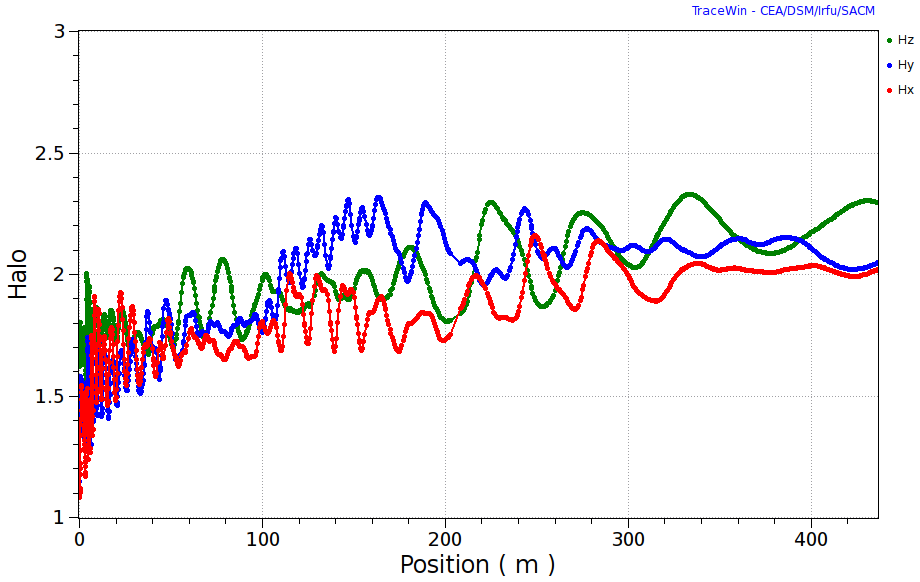 TraceWin - CEA/DSM/Irfu/SACM
Hz
Hy
Hx
3
2.5
2
1.5
1
Halo
0 100 200 300 400
Position ( m )